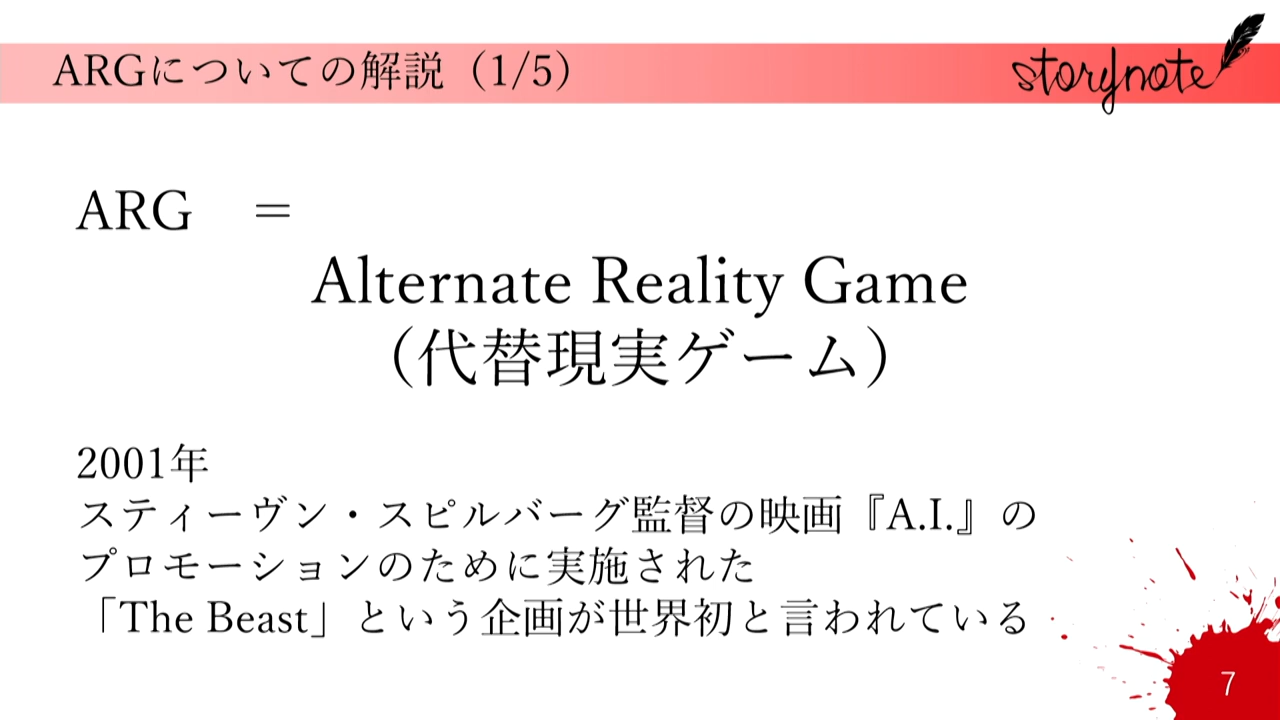 ARGについての解説（1/5）
storynote
ARG　＝
Alternate Reality Game
（代替現実ゲーム）
2001年
スティーヴン・スピルバーグ監督の映画『A.I.』の
プロモーションのために実施された
「The Beast」という企画が世界初と言われている
7